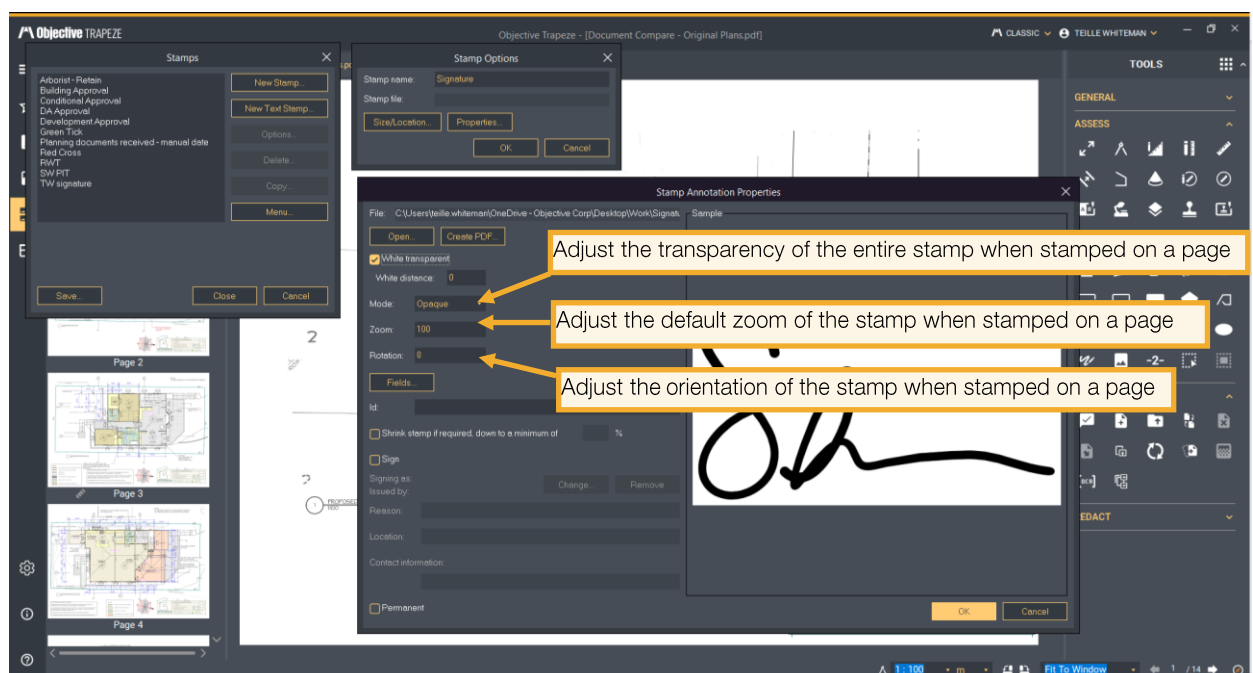 Objective TRAPEZE
Objective Trapeze - [Document Compare - Original Plans.pdf]
CLASSIC
TEILLE WHITEMAN
Stamps
Arborist - Retain
Building Approval
Conditional Approval
DA Approval
Development Approval
Green Tick
Planning documents received - manual date
Red Cross
RWT
SW PIT
TW signature
New Stamp...
New Text Stamp...
Options...
Delete...
Copy...
Menu...
Save...
Close
Cancel
Stamp Options
Stamp name: Signature
Stamp file:
Size/Location...
Properties...
OK
Cancel
Stamp Annotation Properties
File: C:\Users\teille.whiteman\OneDrive - Objective Corp\Desktop\Work\Signatu
Sample
Open...
Create PDF...
White transparent
White distance: 0
Mode: Opaque
Zoom: 100
Rotation: 0
Fields...
Id:
Shrink stamp if required, down to a minimum of %
Sign
Signing as:
Issued by:
Change...
Remove
Reason:
Location:
Contact information:
Permanent
OK
Cancel
Adjust the transparency of the entire stamp when stamped on a page
Adjust the default zoom of the stamp when stamped on a page
Adjust the orientation of the stamp when stamped on a page
TOOLS
GENERAL
ASSESS
-2-
REDACT
Page 2
Page 3
Page 4
2
1
PROPOSED
1 : 100
m
Fit To Window
1 / 14